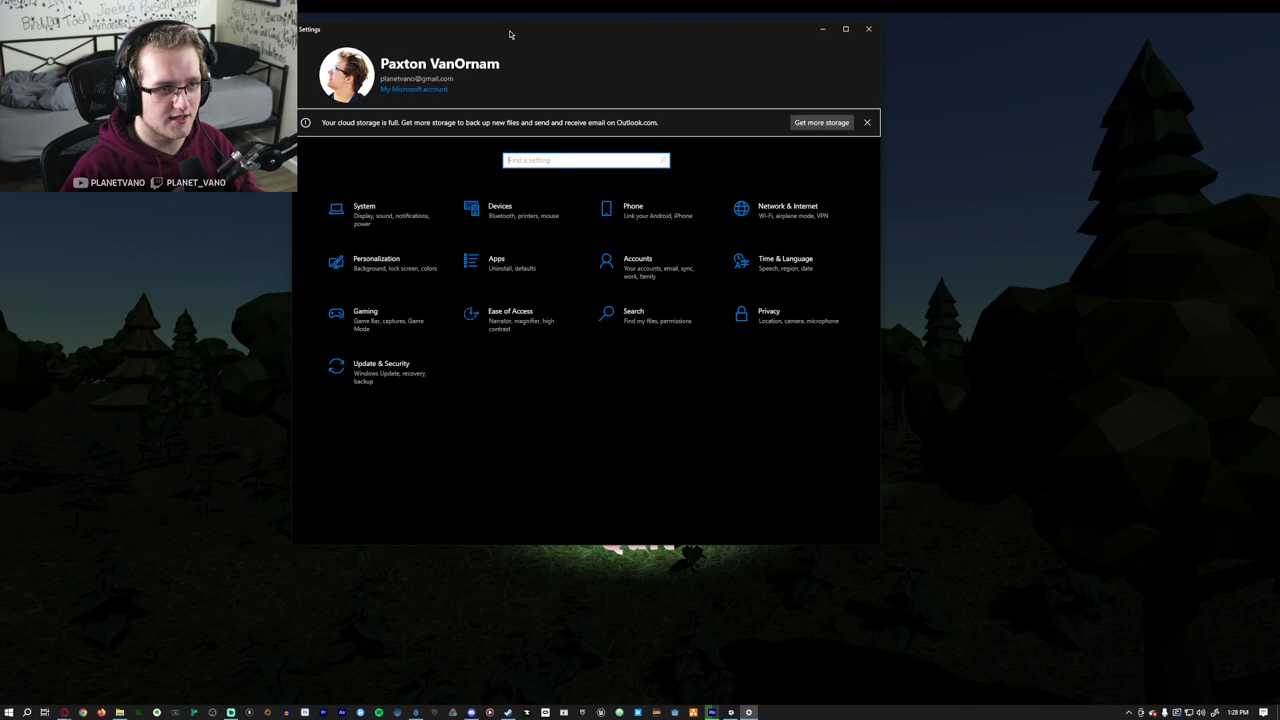 Settings
Paxton VanOrnam
planetvano@gmail.com
My Microsoft account
Your cloud storage is full. Get more storage to back up new files and send and receive email on Outlook.com.
Get more storage
Find a setting
PLANETVANO
PLANET_VANO
System
Display, sound, notifications,
power
Devices
Bluetooth, printers, mouse
Phone
Link your Android, iPhone
Network & Internet
Wi-Fi, airplane mode, VPN
Personalization
Background, lock screen, colors
Apps
Uninstall, defaults
Accounts
Your accounts, email, sync,
work, family
Time & Language
Speech, region, date
Gaming
Game Bar, captures, Game
Mode
Ease of Access
Narrator, magnifier, high
contrast
Search
Find my files, permissions
Privacy
Location, camera, microphone
Update & Security
Windows Update, recovery,
backup
1:28 PM